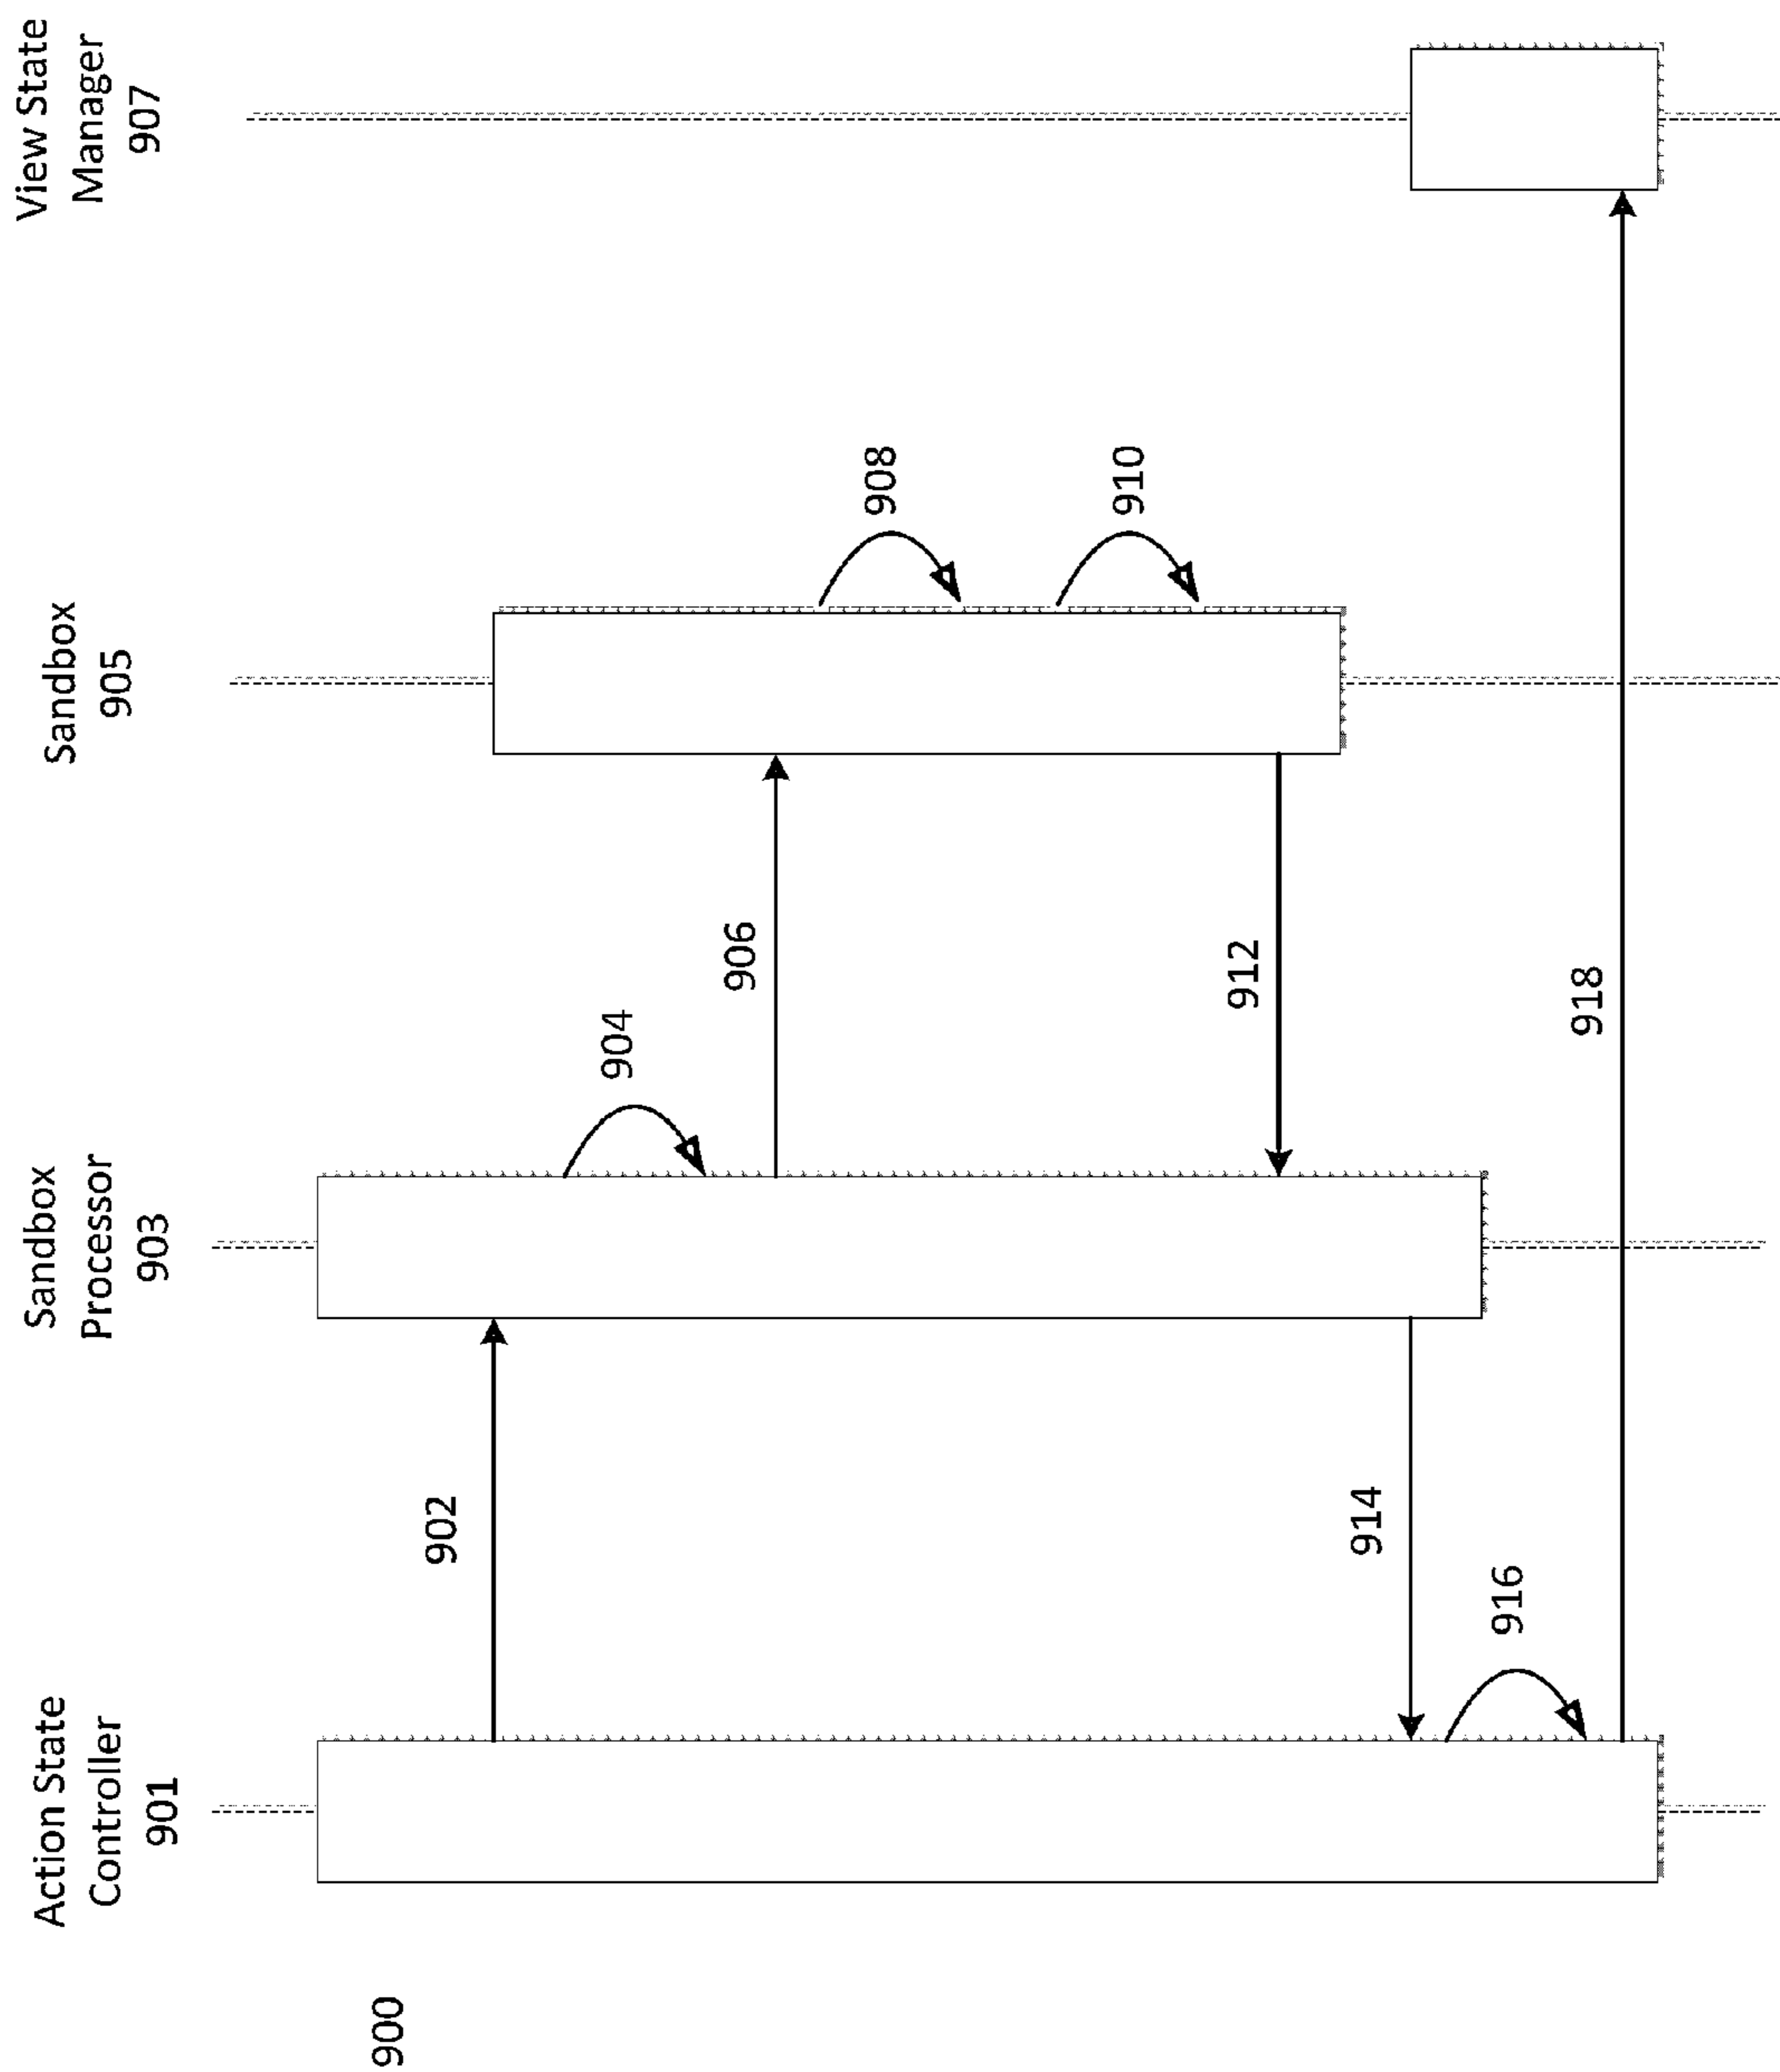 900
Action State
Controller
901
Sandbox
Processor
903
Sandbox
905
View State
Manager
907
902
904
906
908
910
912
914
916
918